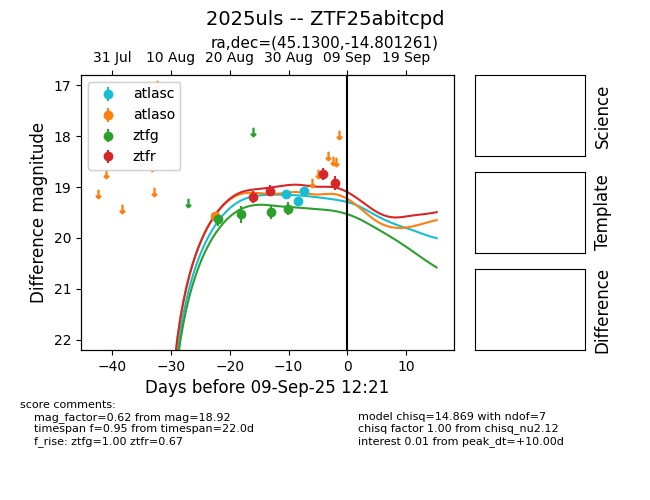 2025uls -- ZTF25abitcpd
ra,dec=(45.1300,-14.801261)
31 Jul 10 Aug 20 Aug 30 Aug 09 Sep 19 Sep
17
18
19
20
21
22
Difference magnitude
atlasc
atlaso
ztfg
ztfr
−40 −30 −20 −10 0 10
Days before 09-Sep-25 12:21
Science
Template
Difference
score comments:
mag_factor=0.62 from mag=18.92
timespan f=0.95 from timespan=22.0d
f_rise: ztfg=1.00 ztfr=0.67
model chisq=14.869 with ndof=7
chisq factor 1.00 from chisq_nu2.12
interest 0.01 from peak_dt=+10.00d